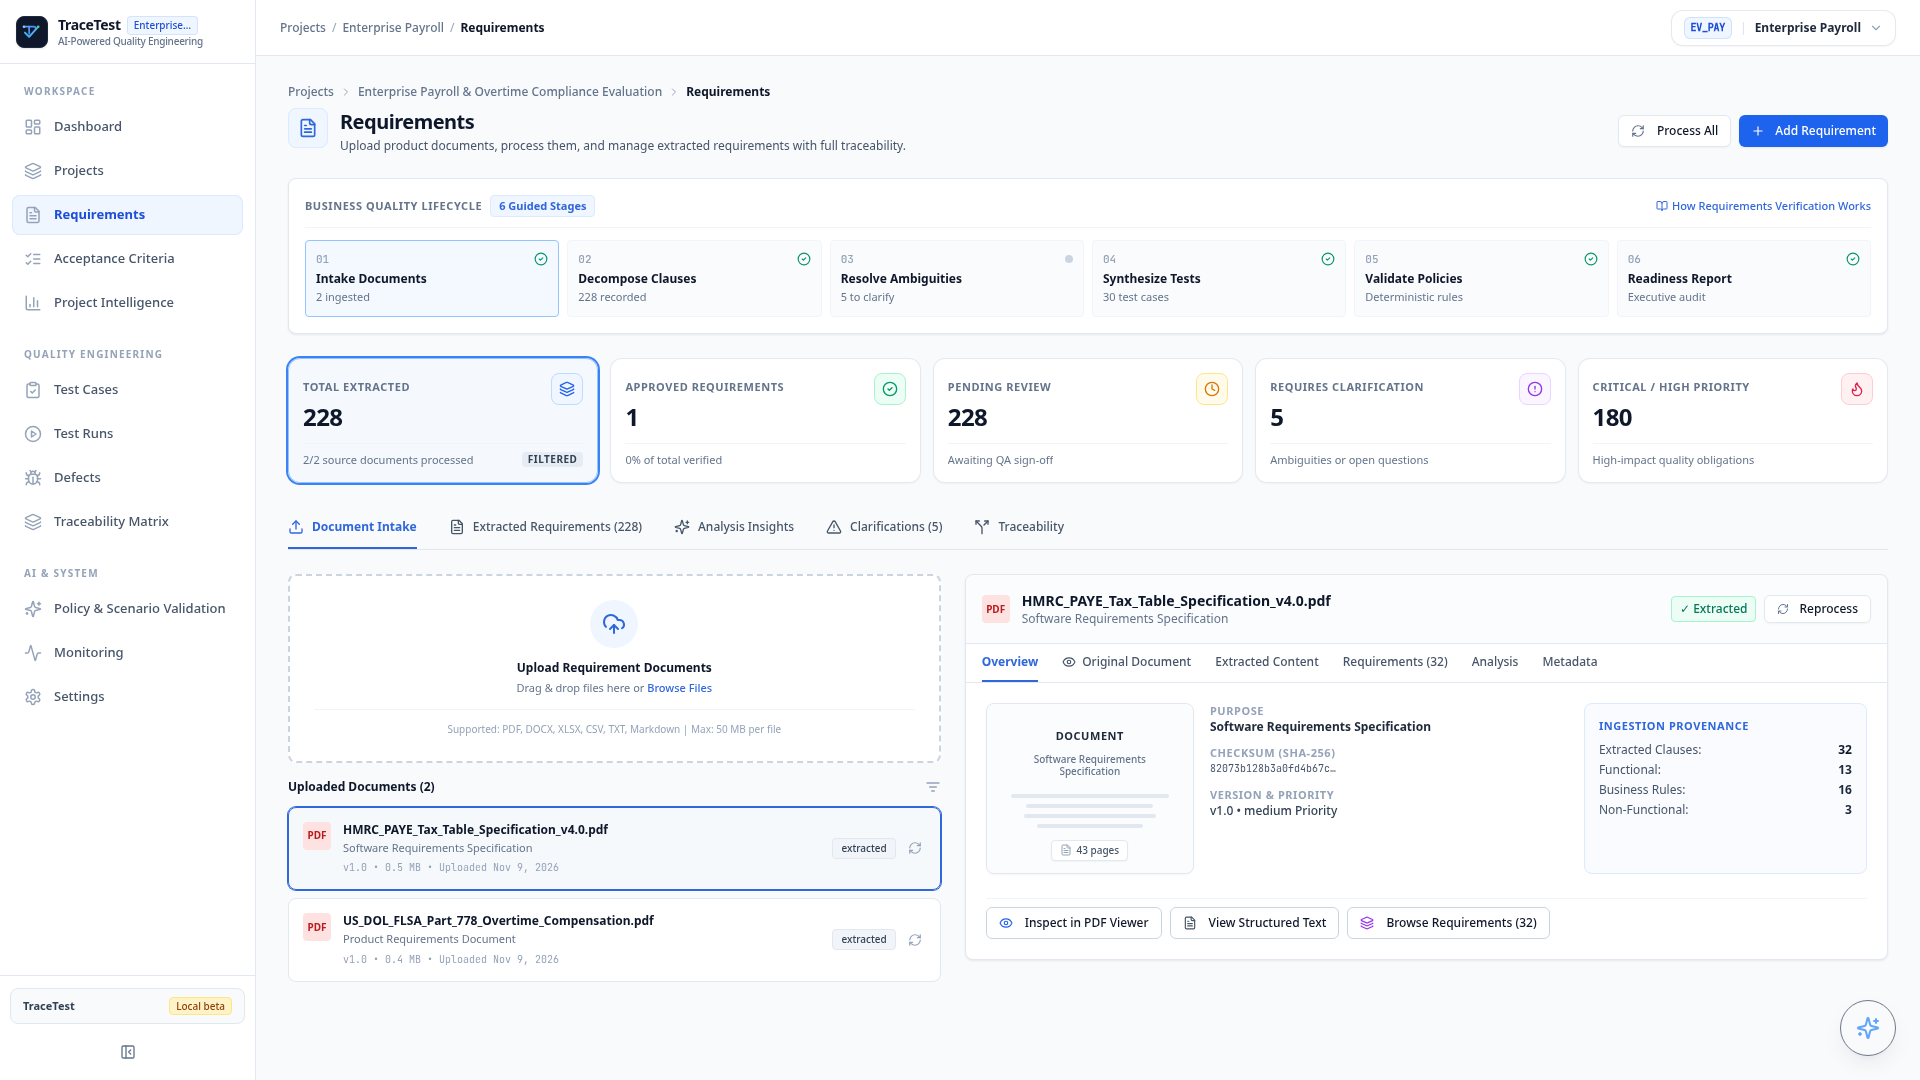 TraceTest
Enterprise...
AI-Powered Quality Engineering
WORKSPACE
Dashboard
Projects
Requirements
Acceptance Criteria
Project Intelligence
QUALITY ENGINEERING
Test Cases
Test Runs
Defects
Traceability Matrix
AI & SYSTEM
Policy & Scenario Validation
Monitoring
Settings
TraceTest
Local beta
Projects / Enterprise Payroll / Requirements
EV_PAY
Enterprise Payroll
Projects > Enterprise Payroll & Overtime Compliance Evaluation > Requirements
Requirements
Upload product documents, process them, and manage extracted requirements with full traceability.
Process All
Add Requirement
BUSINESS QUALITY LIFECYCLE
6 Guided Stages
How Requirements Verification Works
01
Intake Documents
2 ingested
02
Decompose Clauses
228 recorded
03
Resolve Ambiguities
5 to clarify
04
Synthesize Tests
30 test cases
05
Validate Policies
Deterministic rules
06
Readiness Report
Executive audit
TOTAL EXTRACTED
228
2/2 source documents processed
FILTERED
APPROVED REQUIREMENTS
1
0% of total verified
PENDING REVIEW
228
Awaiting QA sign-off
REQUIRES CLARIFICATION
5
Ambiguities or open questions
CRITICAL / HIGH PRIORITY
180
High-impact quality obligations
Document Intake
Extracted Requirements (228)
Analysis Insights
Clarifications (5)
Traceability
Upload Requirement Documents
Drag & drop files here or Browse Files
Supported: PDF, DOCX, XLSX, CSV, TXT, Markdown | Max: 50 MB per file
Uploaded Documents (2)
PDF
HMRC_PAYE_Tax_Table_Specification_v4.0.pdf
Software Requirements Specification
v1.0 • 0.5 MB • Uploaded Nov 9, 2026
extracted
PDF
US_DOL_FLSA_Part_778_Overtime_Compensation.pdf
Product Requirements Document
v1.0 • 0.4 MB • Uploaded Nov 9, 2026
extracted
PDF
HMRC_PAYE_Tax_Table_Specification_v4.0.pdf
Software Requirements Specification
✓ Extracted
Reprocess
Overview
Original Document
Extracted Content
Requirements (32)
Analysis
Metadata
DOCUMENT
Software Requirements
Specification
43 pages
PURPOSE
Software Requirements Specification
CHECKSUM (SHA-256)
82073b128b3a0fd4b67c…
VERSION & PRIORITY
v1.0 • medium Priority
INGESTION PROVENANCE
Extracted Clauses: 32
Functional: 13
Business Rules: 16
Non-Functional: 3
Inspect in PDF Viewer
View Structured Text
Browse Requirements (32)